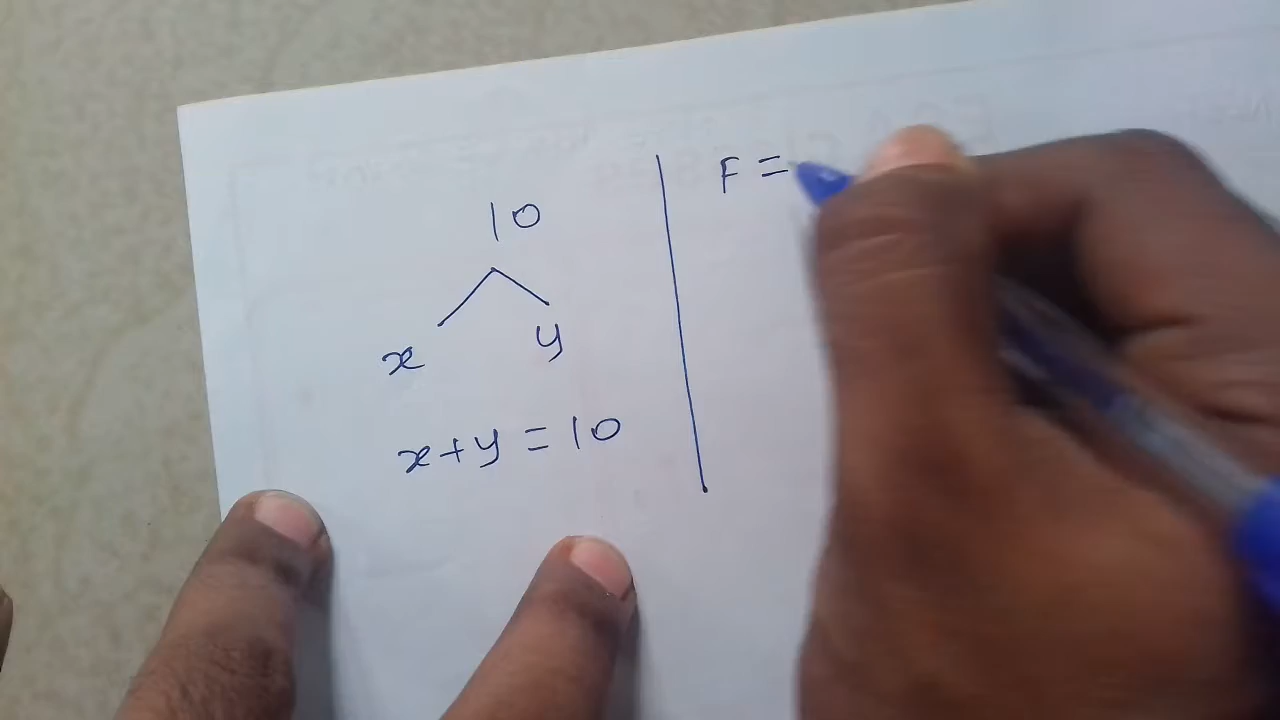 10
x y
x+y = 10
F =